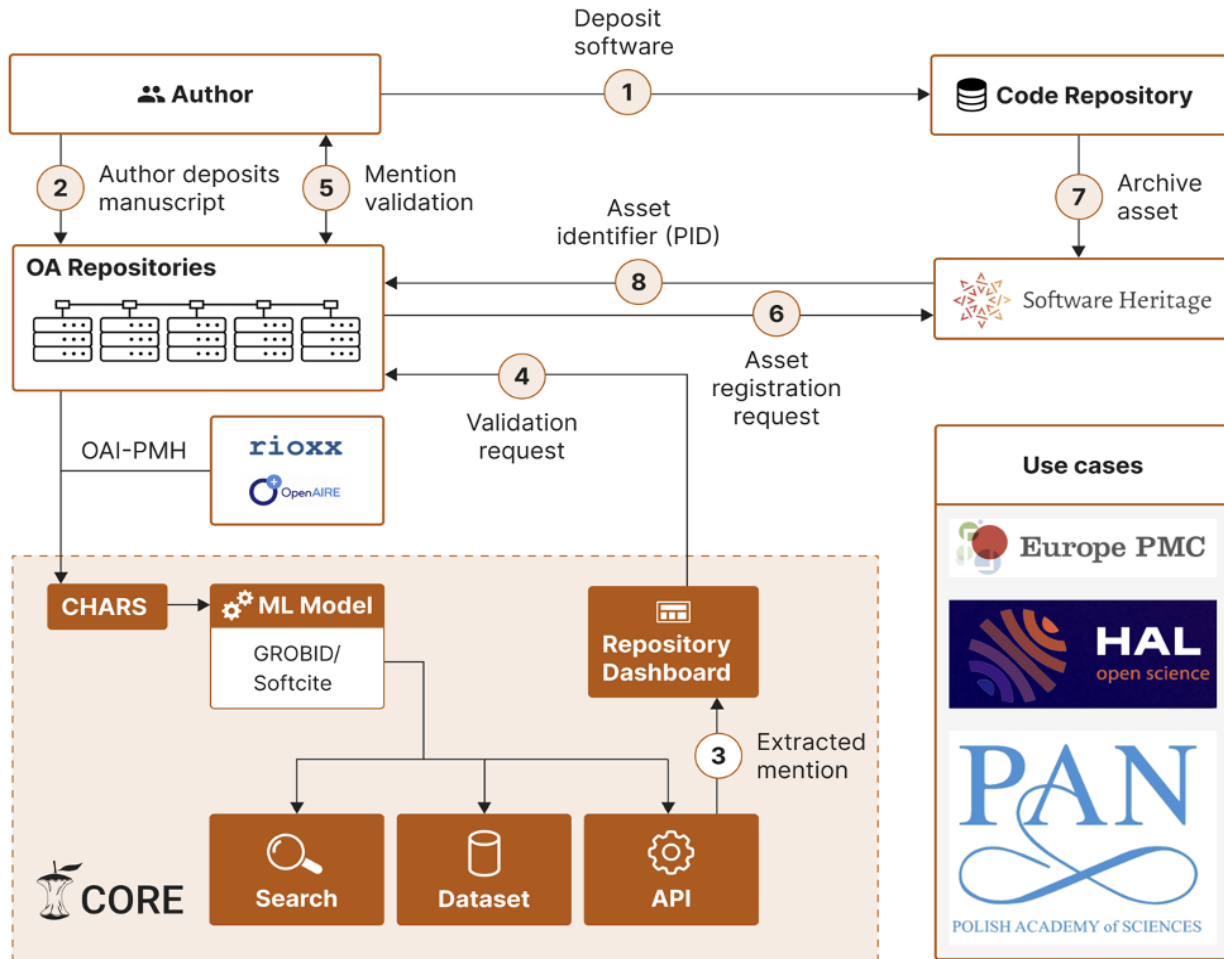 Deposit
software
Author
1
Code Repository
2
Author deposits
manuscript
5
Mention
validation
7
Archive
asset
Asset
identifier (PID)
OA Repositories
8
Software Heritage
6
4
Asset
registration
request
Validation
request
OAI-PMH
rioxx
OpenAIRE
Use cases
Europe PMC
CHARS
ML Model
GROBID/
Softcite
Repository
Dashboard
HAL
open science
3
Extracted
mention
PAN
Search
Dataset
API
CORE
POLISH ACADEMY of SCIENCES